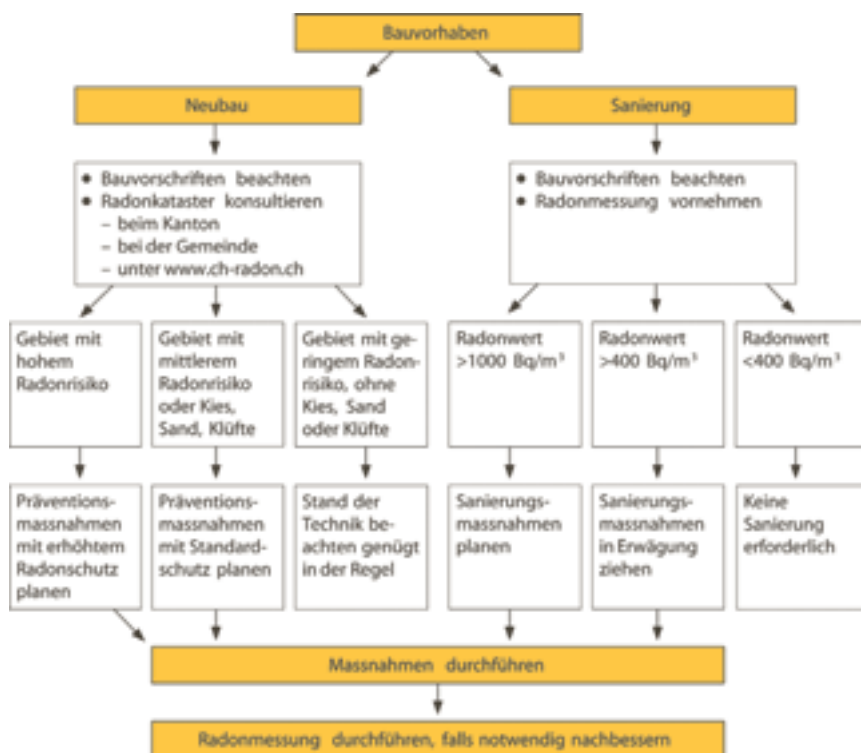 Bauvorhaben
Neubau
Sanierung
• Bauvorschriften beachten
• Radonkataster konsultieren
– beim Kanton
– bei der Gemeinde
– unter www.ch-radon.ch
• Bauvorschriften beachten
• Radonmessung vornehmen
Gebiet mit
hohem
Radonrisiko
Gebiet mit
mittlerem
Radonrisiko
oder Kies,
Sand, Klüfte
Gebiet mit ge-
ringem Radon-
risiko, ohne
Kies, Sand
oder Klüfte
Radonwert
>1000 Bq/m³
Radonwert
>400 Bq/m³
Radonwert
<400 Bq/m³
Präventions-
massnahmen
mit erhöhtem
Radonschutz
planen
Präventions-
massnahmen
mit Standard-
schutz planen
Stand der
Technik be-
achten genügt
in der Regel
Sanierungs-
massnahmen
planen
Sanierungs-
massnahmen
in Erwägung
ziehen
Keine
Sanierung
erforderlich
Massnahmen durchführen
Radonmessung durchführen, falls notwendig nachbessern